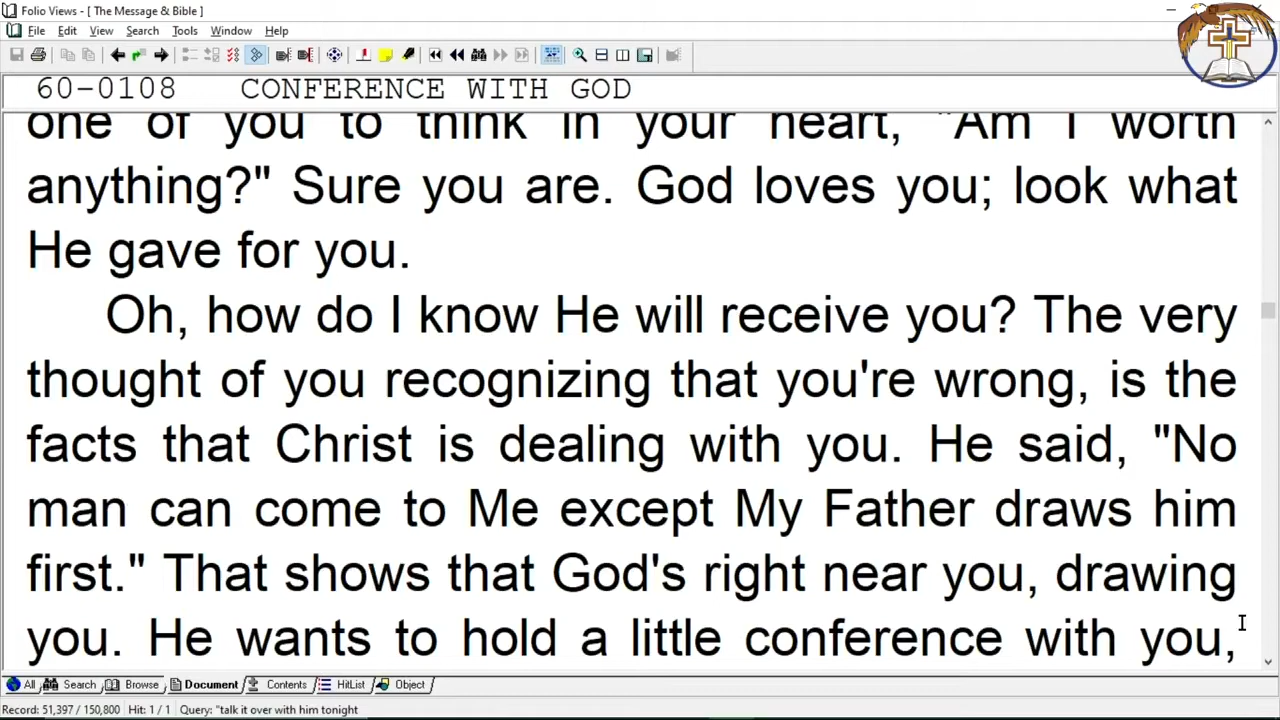 Folio Views - [ The Message & Bible ]
File Edit View Search Tools Window Help
60-0108 CONFERENCE WITH GOD
one of you to think in your heart, "Am I worth
anything?" Sure you are. God loves you; look what
He gave for you.
Oh, how do I know He will receive you? The very
thought of you recognizing that you're wrong, is the
facts that Christ is dealing with you. He said, "No
man can come to Me except My Father draws him
first." That shows that God's right near you, drawing
you. He wants to hold a little conference with you,
All Search Browse Document Contents HitList Object
Record: 51,397 / 150,800 Hit: 1 / 1 Query: "talk it over with him tonight